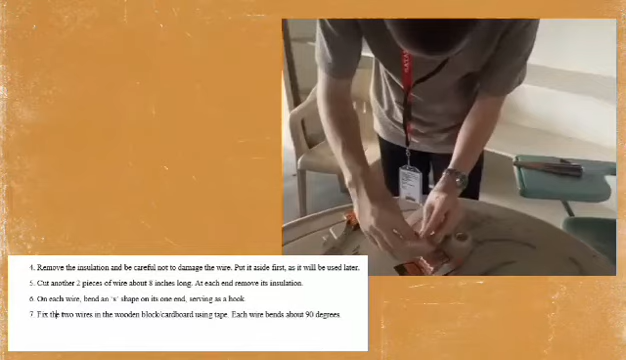 4. Remove the insulation and be careful not to damage the wire. Put it aside first, as it will be used later.
5. Cut another 2 pieces of wire about 8 inches long. At each end remove its insulation.
6. On each wire, bend an 's' shape on its one end, serving as a hook.
7. Fix the two wires in the wooden block/cardboard using tape. Each wire bends about 90 degrees